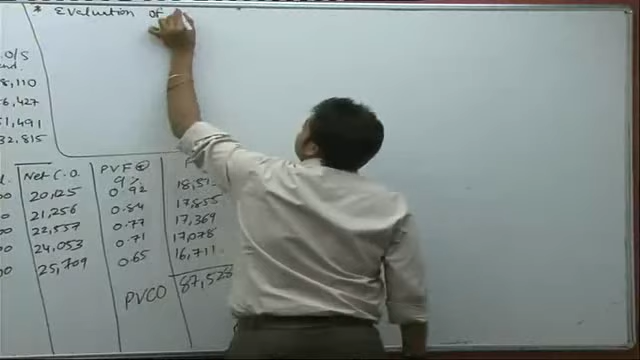 * Evaluation of
O/S
8,110
6,427
51,491
32,815
Net C.O. PVF@ 9%
20,125 0.92 18,51
21,256 0.84 17,855
22,557 0.77 17,369
24,053 0.71 17,078
25,709 0.65 16,711
PVCO 87,528